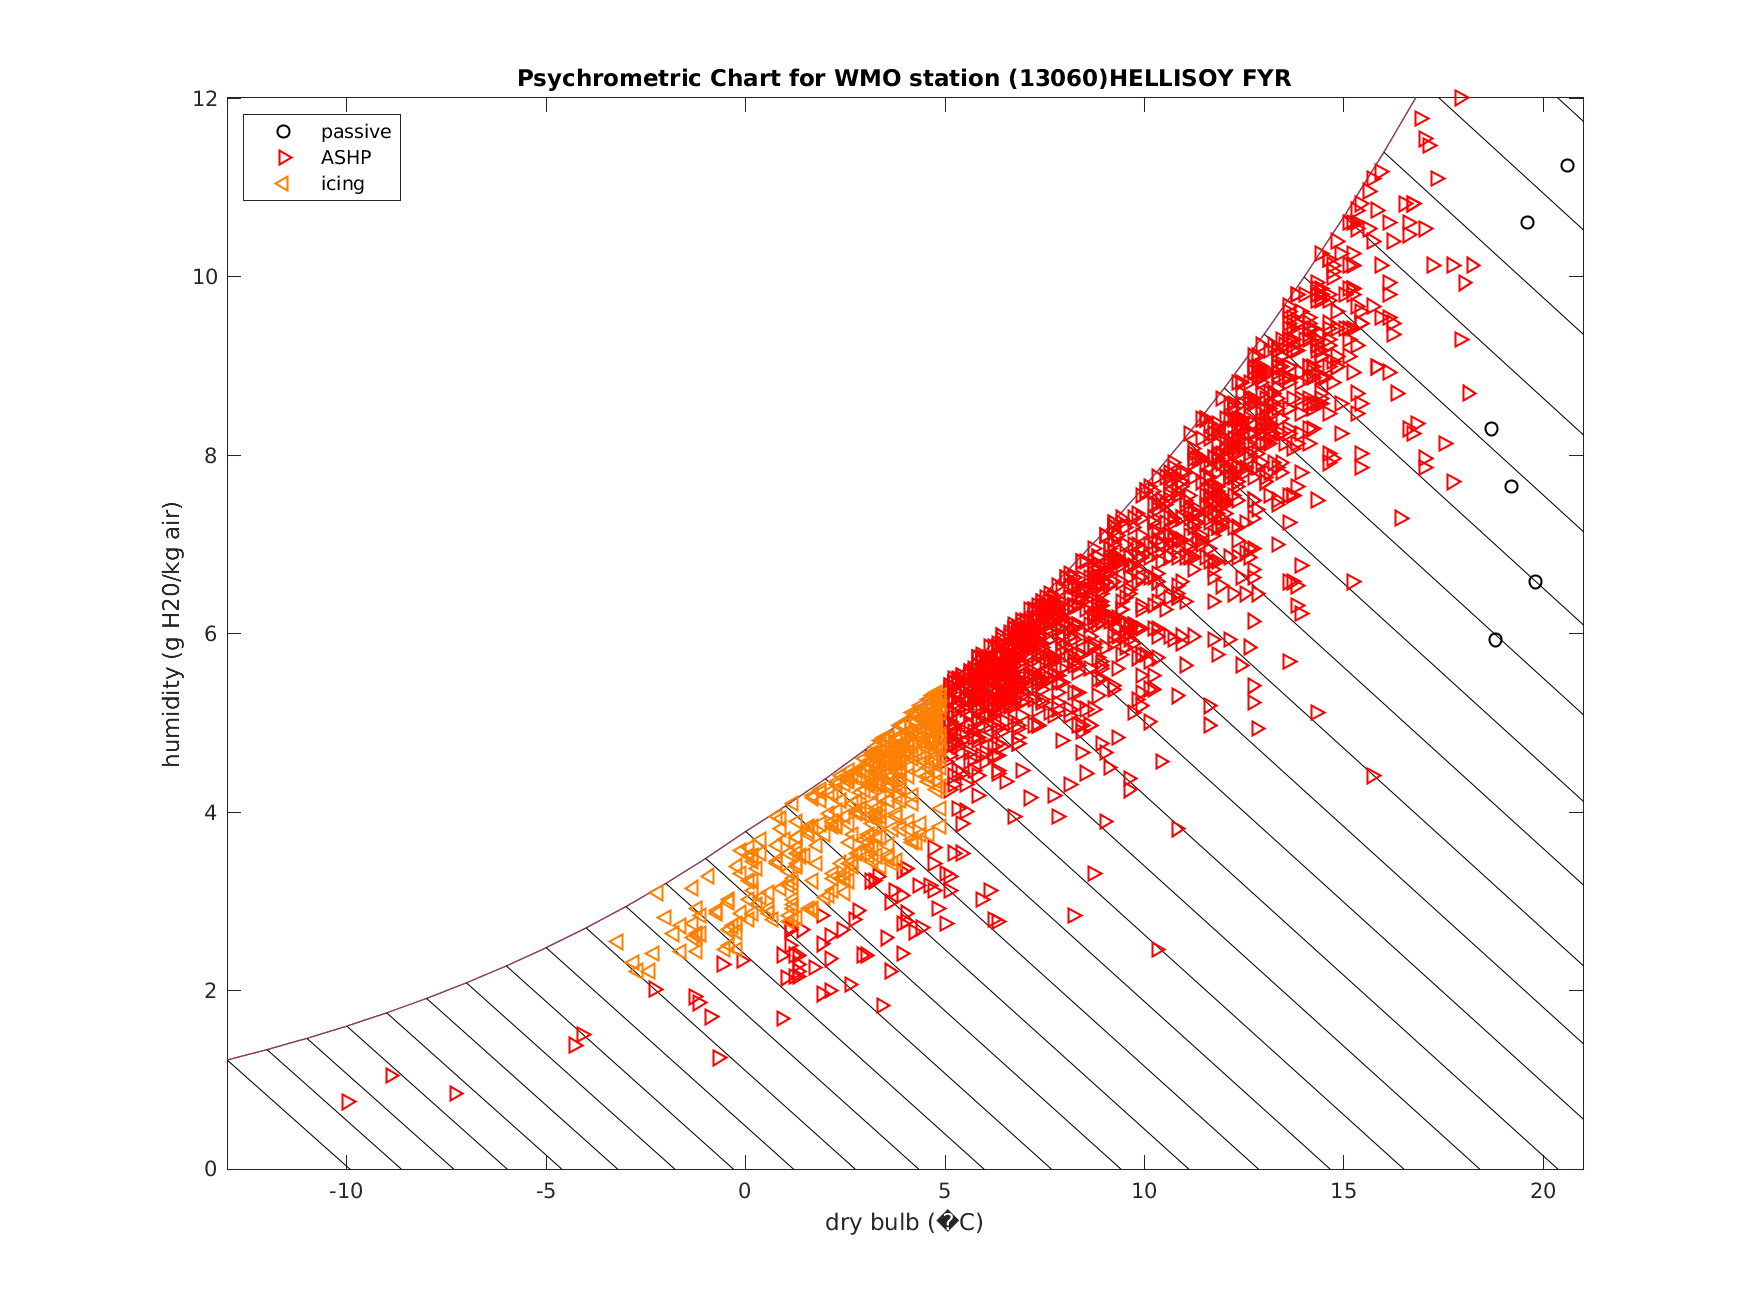 Psychrometric Chart for WMO station (13060)HELLISOY FYR
passive
ASHP
icing
humidity (g H20/kg air)
12
10
8
6
4
2
0
-10 -5 0 5 10 15 20
dry bulb (�C)